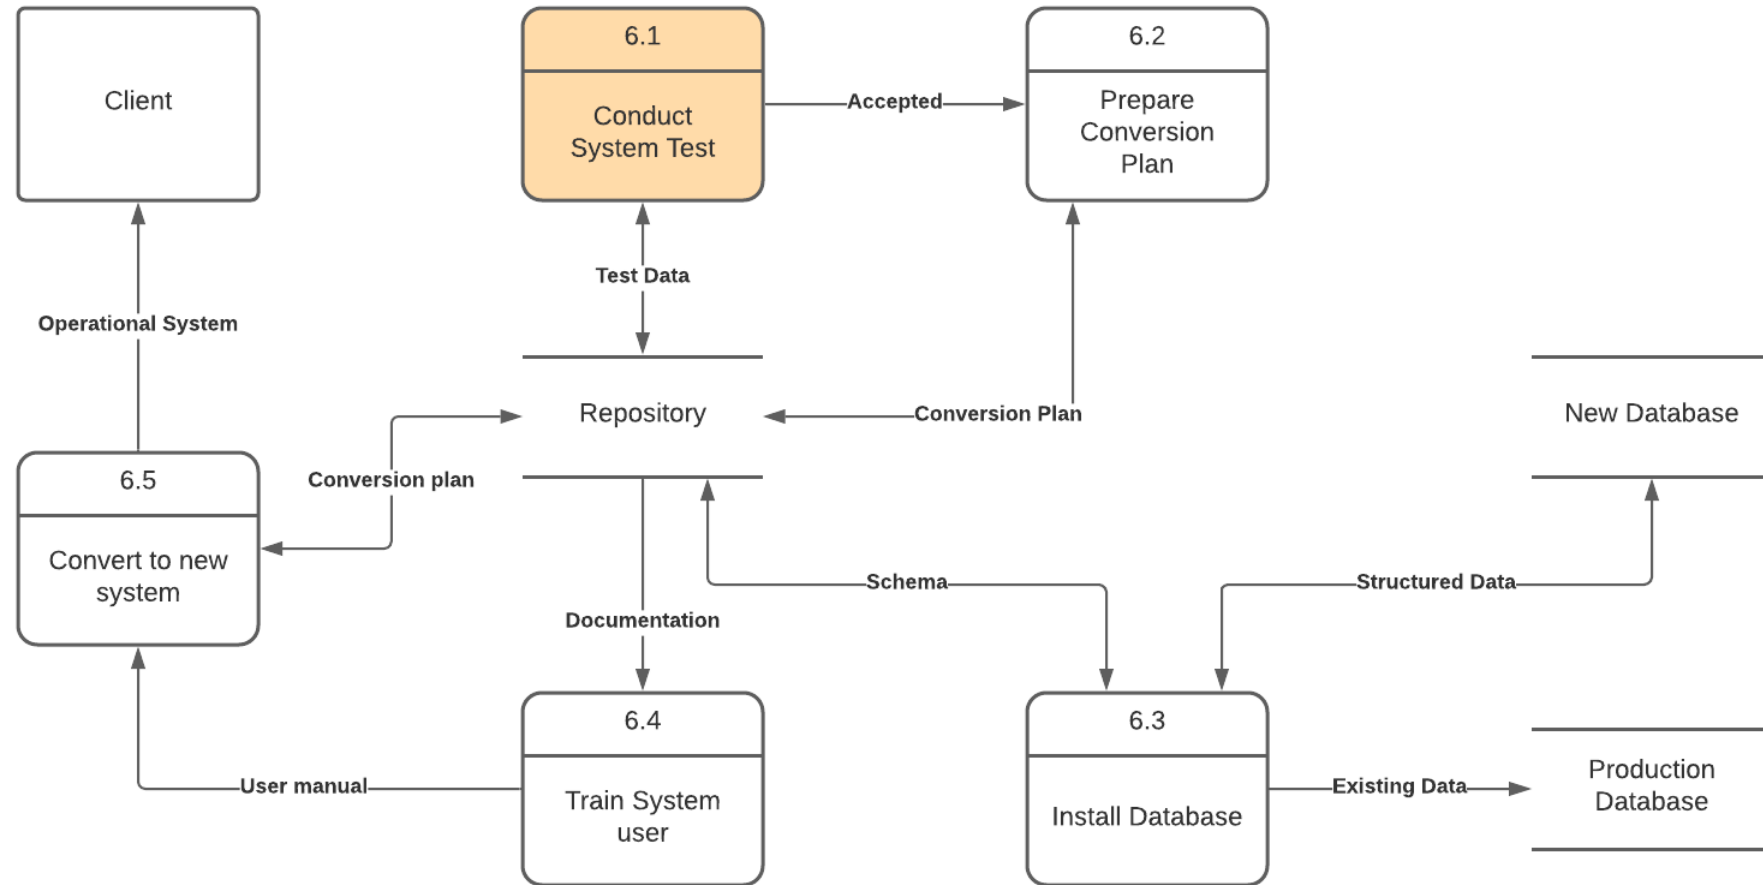 Client
6.1
Conduct
System Test
Accepted
6.2
Prepare
Conversion
Plan
Test Data
Operational System
Repository
Conversion Plan
New Database
6.5
Convert to new
system
Conversion plan
Schema
Structured Data
Documentation
6.4
Train System
user
User manual
6.3
Install Database
Existing Data
Production
Database